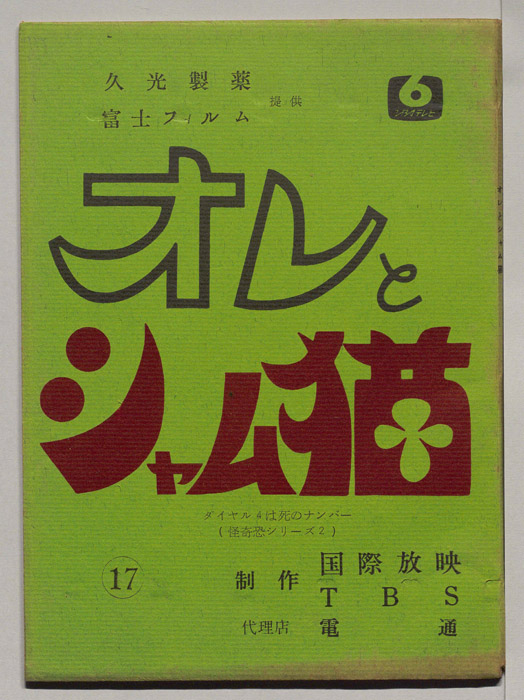 久光製薬
富士フィルム
提供
6
オレと
シャム猫
ダイヤル4は死のナンバー
(怪奇恐シリーズ2)
17
制作 国際放映
TBS
代理店 電通
オレとシャム猫